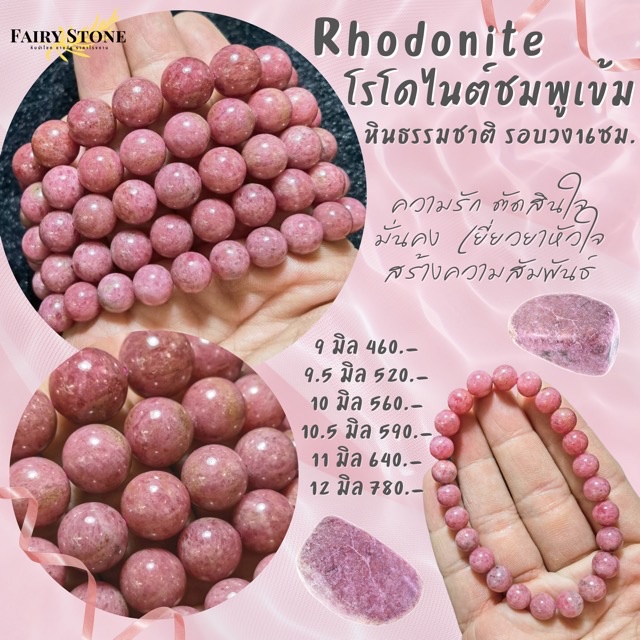 FAIRY STONE
Rhodonite
โรโดไนต์ชมพูเข้ม
หินธรรมชาติ รอบวง16ซม.
ความรัก ตัดสินใจ
มั่นคง เยียวยาหัวใจ
สร้างความสัมพันธ์
9 มิล 460.-
9.5 มิล 520.-
10 มิล 560.-
10.5 มิล 590.-
11 มิล 640.-
12 มิล 780.-